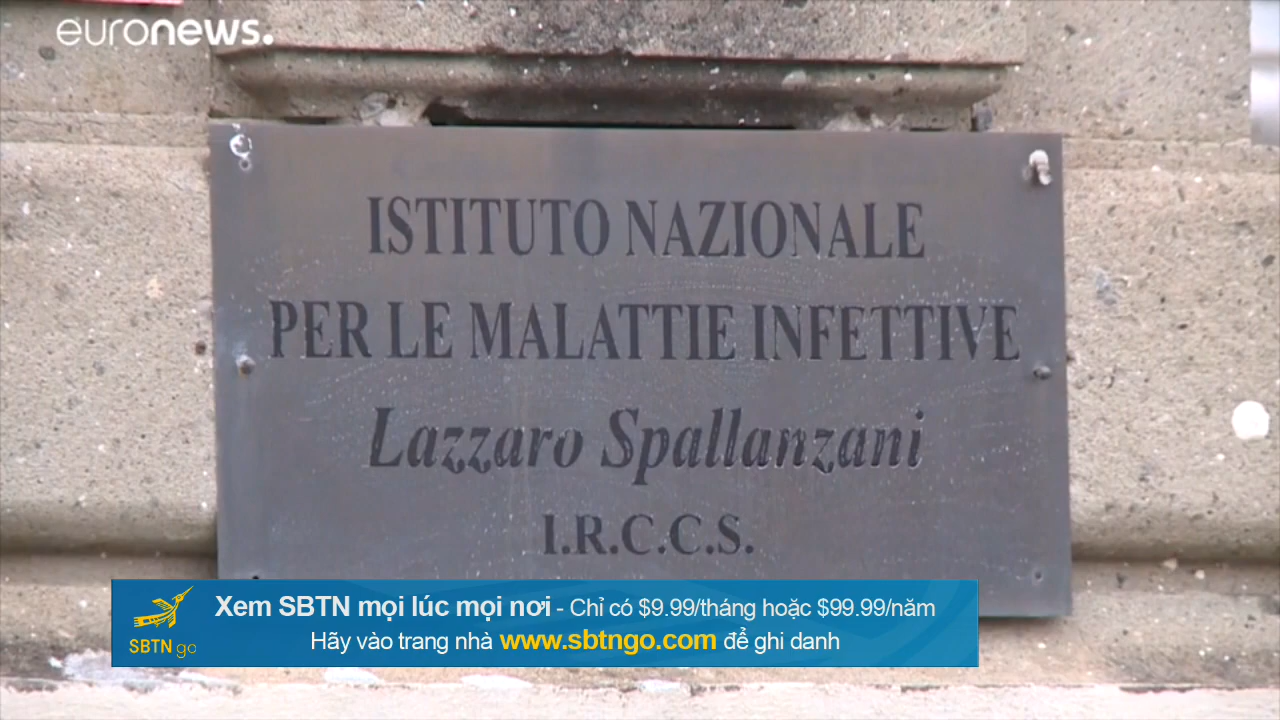 euronews.
ISTITUTO NAZIONALE
PER LE MALATTIE INFETTIVE
Lazzaro Spallanzani
I.R.C.C.S.
Xem SBTN mọi lúc mọi nơi - Chỉ có $9.99/tháng hoặc $99.99/năm
Hãy vào trang nhà www.sbtngo.com để ghi danh
SBTN go